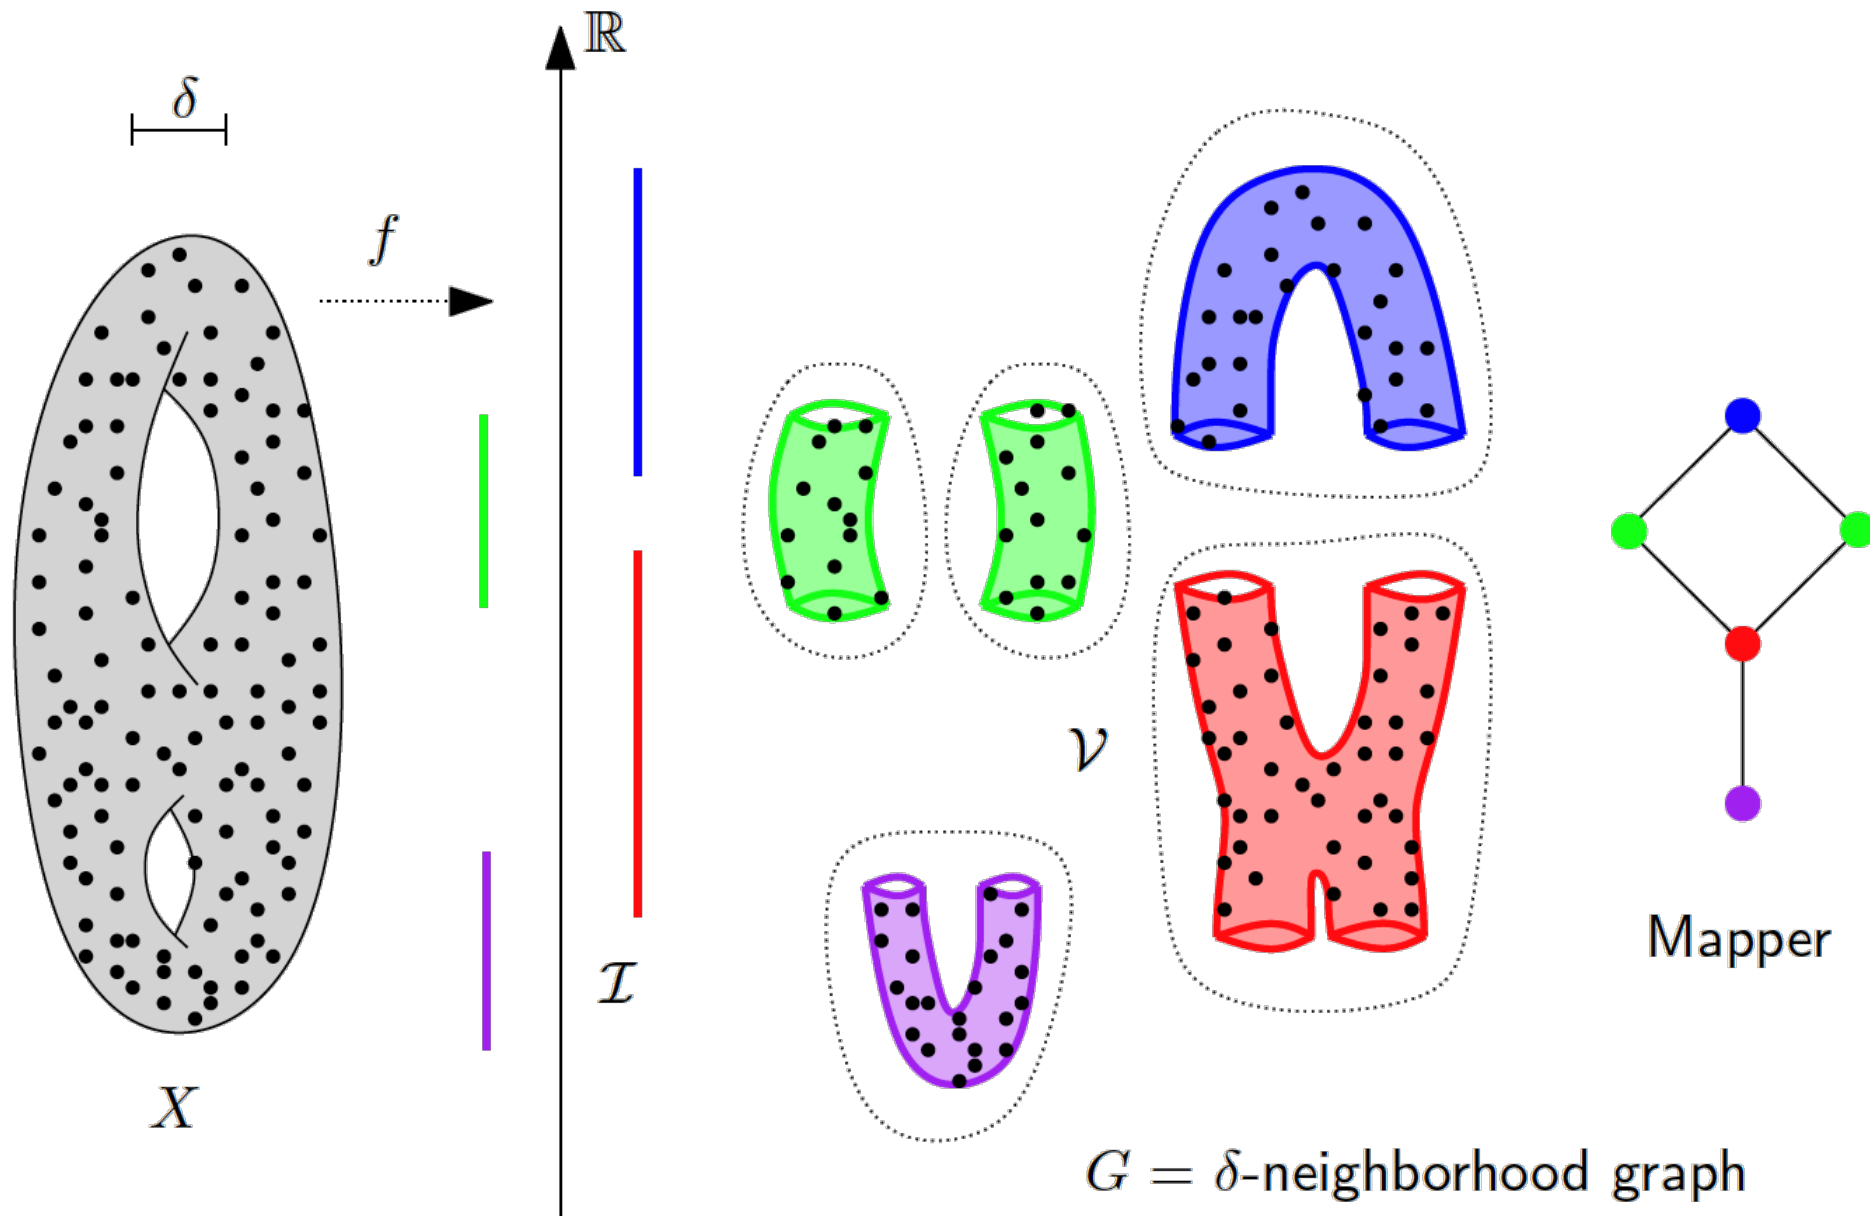 ℝ
δ
f
𝒱
Mapper
ℐ
X
G = δ-neighborhood graph